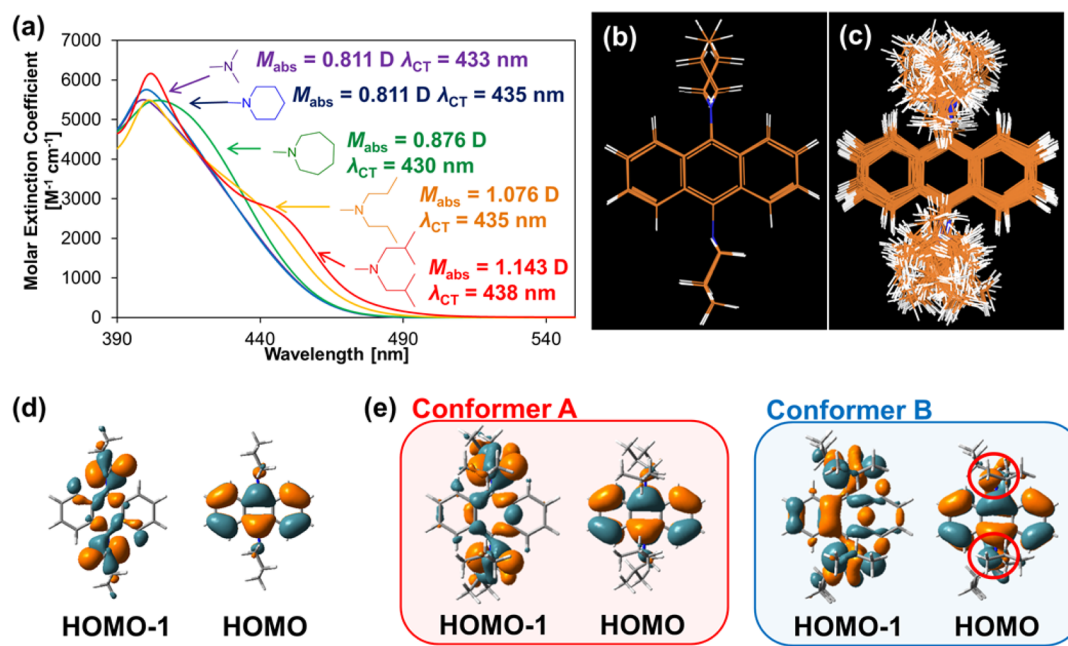 (a)
7000
6000
5000
4000
3000
2000
1000
0
Molar Extinction Coefficient
[M⁻¹ cm⁻¹]
390
440
490
540
Wavelength [nm]
N
Mabs = 0.811 D λCT = 433 nm
N
Mabs = 0.811 D λCT = 435 nm
N
Mabs = 0.876 D
λCT = 430 nm
N
Mabs = 1.076 D
λCT = 435 nm
N
Mabs = 1.143 D
λCT = 438 nm
(b)
(c)
(d)
HOMO-1 HOMO
(e)
Conformer A
HOMO-1 HOMO
Conformer B
HOMO-1 HOMO